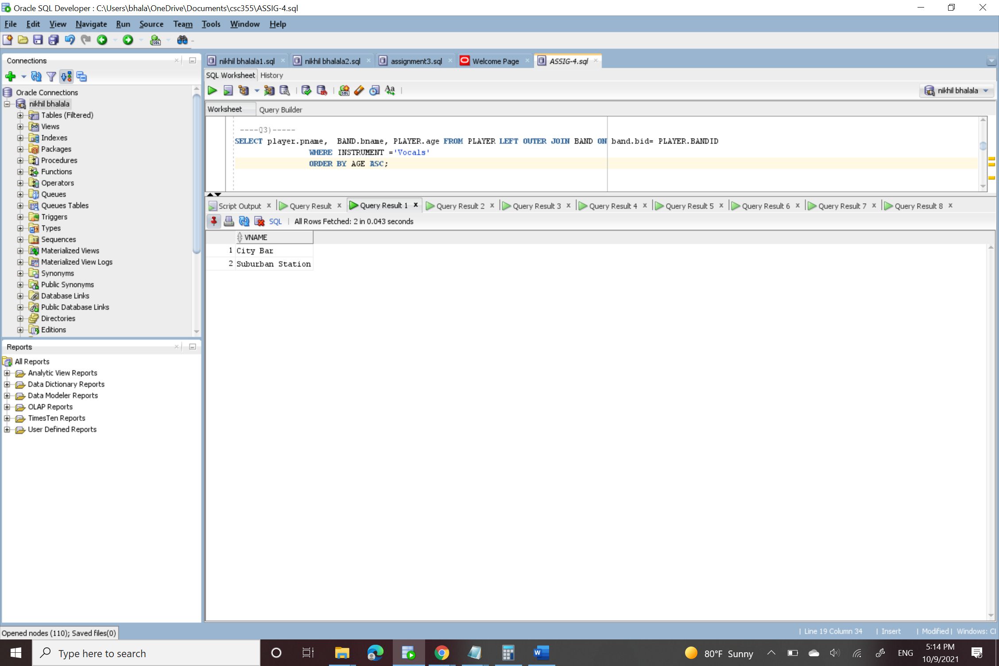 Oracle SQL Developer : C:\Users\bhala\OneDrive\Documents\csc355\ASSIG-4.sql
File Edit View Navigate Run Source Team Tools Window Help
Connections
nikhil bhalala1.sql
nikhil bhalala2.sql
assignment3.sql
Welcome Page
ASSIG-4.sql
SQL Worksheet History
nikhil bhalala
Worksheet Query Builder
Oracle Connections
nikhil bhalala
Tables (Filtered)
Views
Indexes
Packages
Procedures
Functions
Operators
Queues
Queues Tables
Triggers
Types
Sequences
Materialized Views
Materialized View Logs
Synonyms
Public Synonyms
Database Links
Public Database Links
Directories
Editions
----Q3)-----
SELECT player.pname,  BAND.bname, PLAYER.age FROM PLAYER LEFT OUTER JOIN BAND ON band.bid= PLAYER.BANDID
WHERE INSTRUMENT ='Vocals'
ORDER BY AGE ASC;
Script Output x Query Result x Query Result 1 x Query Result 2 x Query Result 3 x Query Result 4 x Query Result 5 x Query Result 6 x Query Result 7 x Query Result 8 x
SQL | All Rows Fetched: 2 in 0.043 seconds
VNAME
1 City Bar
2 Suburban Station
Reports
All Reports
Analytic View Reports
Data Dictionary Reports
Data Modeler Reports
OLAP Reports
TimesTen Reports
User Defined Reports
Opened nodes (110); Saved files(0)
| Line 19 Column 34 | Insert | Modified | Windows: Cl
Type here to search
80°F Sunny
ENG
5:14 PM
10/9/2021